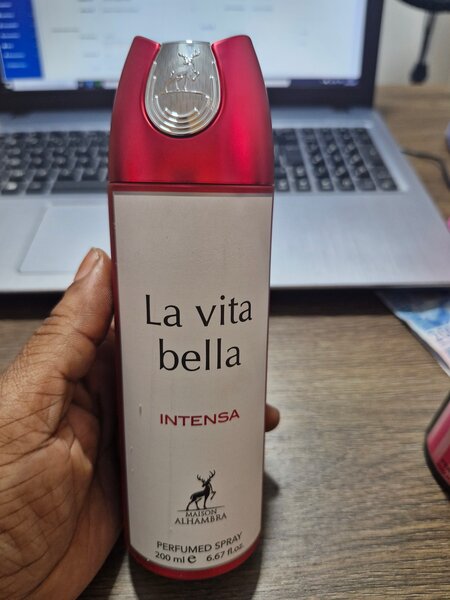 La vita
bella
INTENSA
MAISON
ALHAMBRA
PERFUMED SPRAY
200 ml e 6.67 fl.oz.